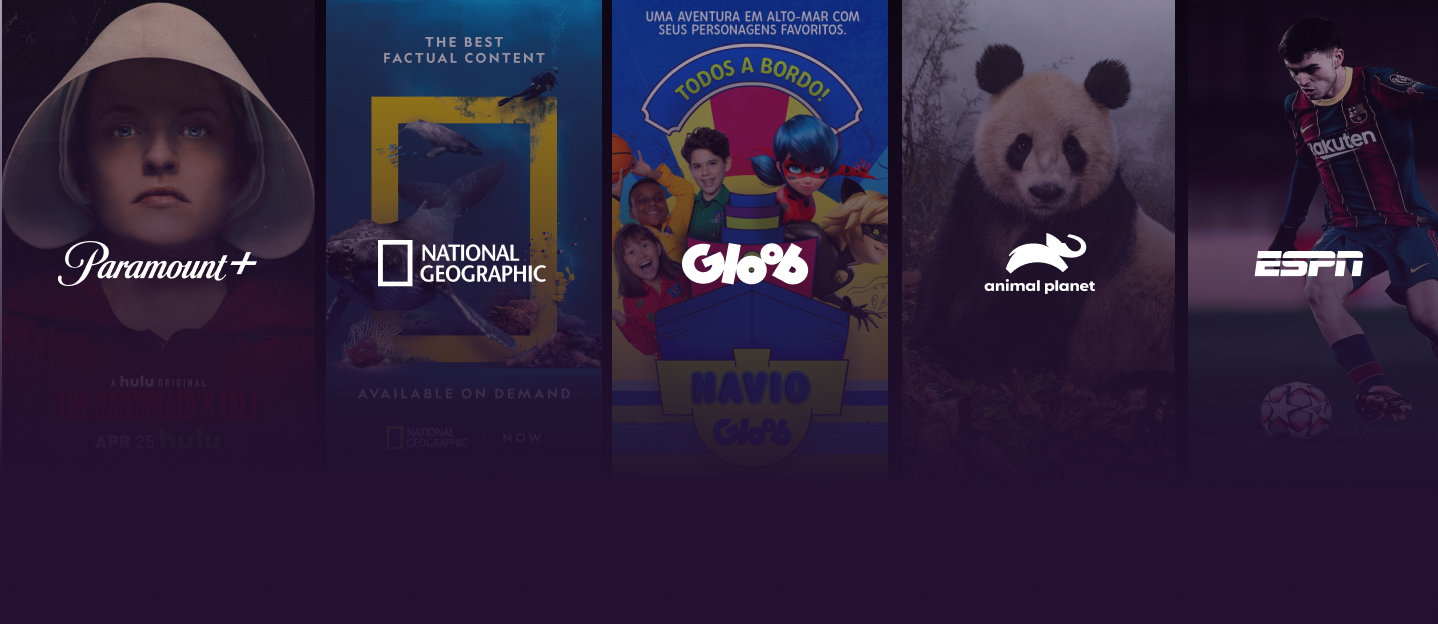 Paramount+
A hulu ORIGINAL
APR 25 hulu
THE BEST
FACTUAL CONTENT
NATIONAL
GEOGRAPHIC
AVAILABLE ON DEMAND
NATIONAL
GEOGRAPHIC | NOW
UMA AVENTURA EM ALTO-MAR COM
SEUS PERSONAGENS FAVORITOS.
TODOS A BORDO!
Gloob
NAVIO
Gloob
animal planet
Rakuten
ESPN